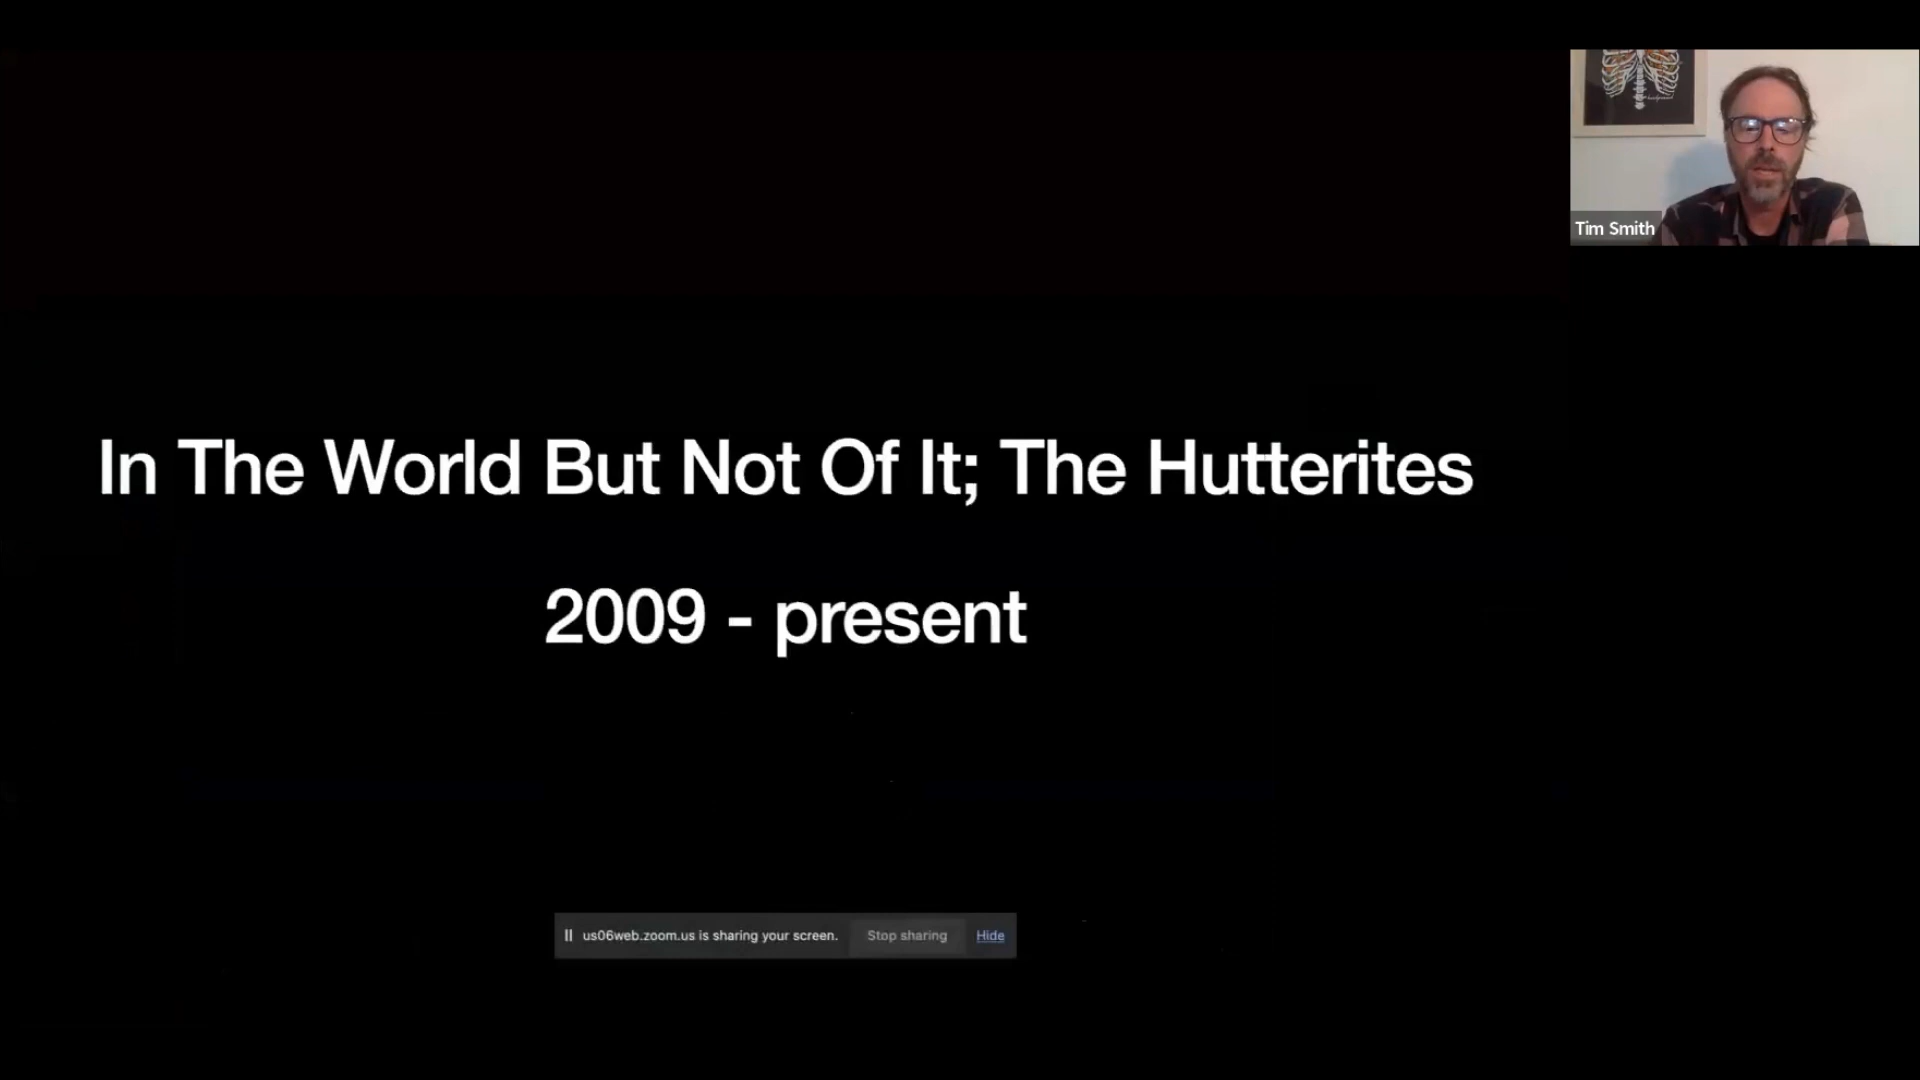 Tim Smith
In The World But Not Of It; The Hutterites
2009 - present
us06web.zoom.us is sharing your screen. Stop sharing Hide